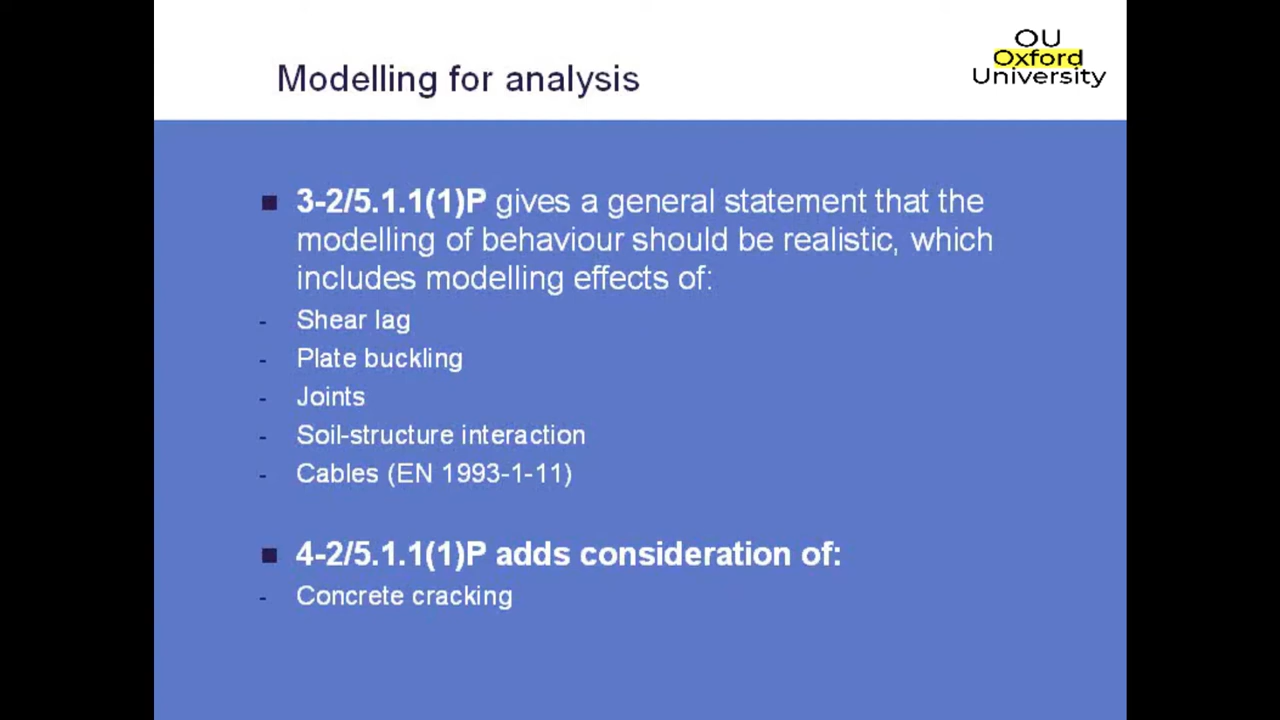 OU
Oxford
University
Modelling for analysis
■ 3-2/5.1.1(1)P gives a general statement that the
modelling of behaviour should be realistic, which
includes modelling effects of:
- Shear lag
- Plate buckling
- Joints
- Soil-structure interaction
- Cables (EN 1993-1-11)
■ 4-2/5.1.1(1)P adds consideration of:
- Concrete cracking